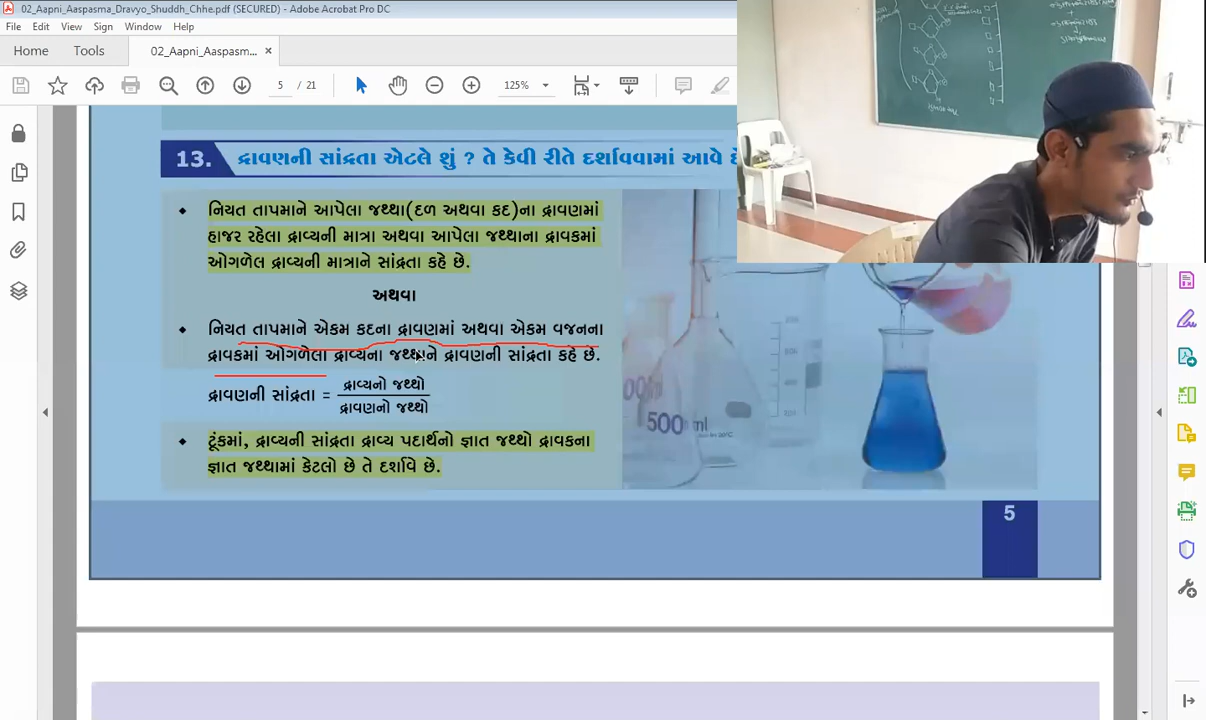 02_Aapni_Aaspasma_Dravyo_Shuddh_Chhe.pdf (SECURED) - Adobe Acrobat Pro DC
File Edit View Sign Window Help
Home Tools 02_Aapni_Aaspasm... ×
5 / 21 125%
13. દ્રાવણની સાંદ્રતા એટલે શું ? તે કેવી રીતે દર્શાવવામાં આવે
નિયત તાપમાને આપેલા જથ્થા(દળ અથવા કદ)ના દ્રાવણમાં
હાજર રહેલા દ્રાવ્યની માત્રા અથવા આપેલા જથ્થાના દ્રાવકમાં
ઓગળેલ દ્રાવ્યની માત્રાને સાંદ્રતા કહે છે.
અથવા
નિયત તાપમાને એકમ કદના દ્રાવણમાં અથવા એકમ વજનના
દ્રાવકમાં ઓગળેલા દ્રાવ્યના જથ્થાને દ્રાવણની સાંદ્રતા કહે છે.
દ્રાવણની સાંદ્રતા = દ્રાવ્યનો જથ્થો
દ્રાવણનો જથ્થો
500 ml
ટૂંકમાં, દ્રાવ્યની સાંદ્રતા દ્રાવ્ય પદાર્થનો જ્ઞાત જથ્થો દ્રાવકના
જ્ઞાત જથ્થામાં કેટલો છે તે દર્શાવે છે.
5